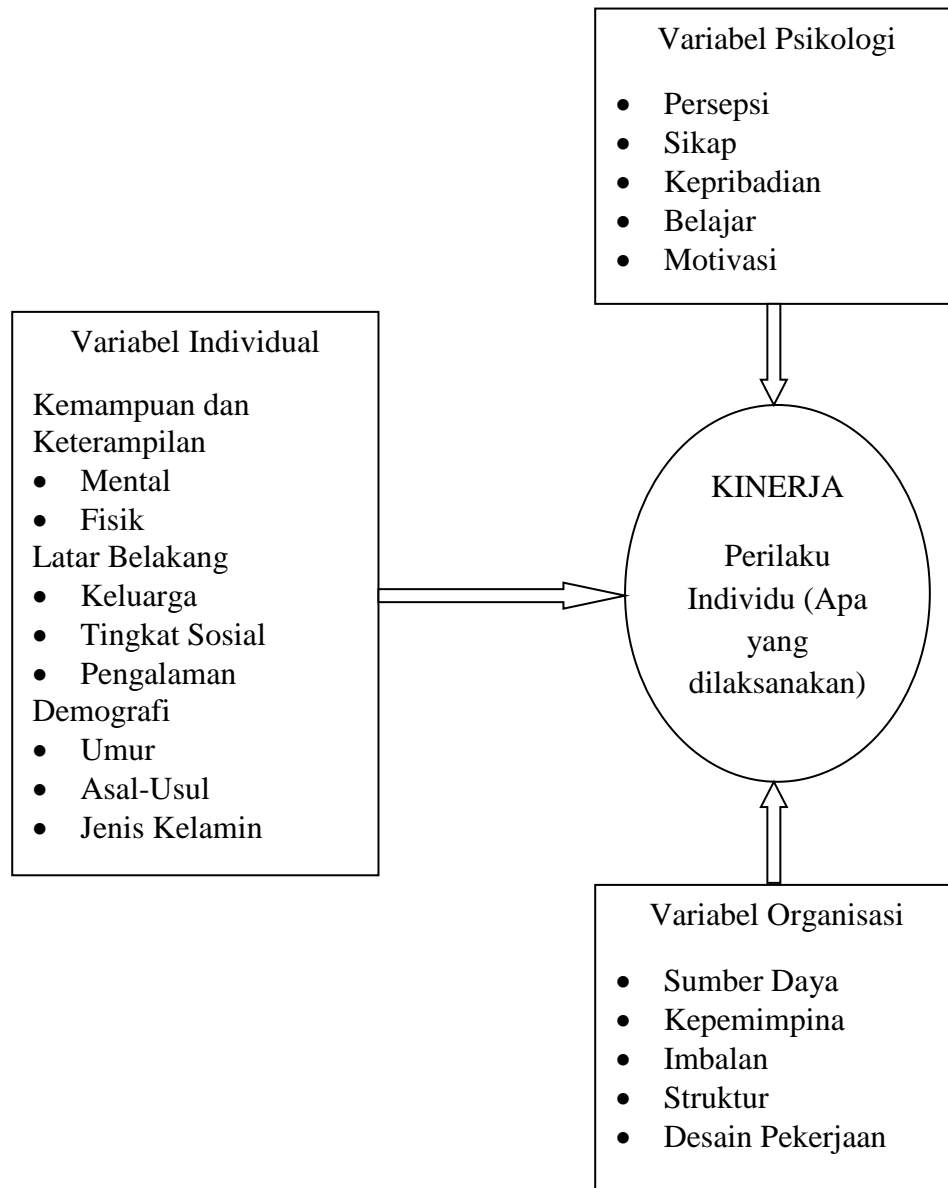 Variabel Psikologi
• Persepsi
• Sikap
• Kepribadian
• Belajar
• Motivasi
Variabel Individual
Kemampuan dan
Keterampilan
• Mental
• Fisik
Latar Belakang
• Keluarga
• Tingkat Sosial
• Pengalaman
Demografi
• Umur
• Asal-Usul
• Jenis Kelamin
KINERJA
Perilaku
Individu (Apa
yang
dilaksanakan)
Variabel Organisasi
• Sumber Daya
• Kepemimpina
• Imbalan
• Struktur
• Desain Pekerjaan